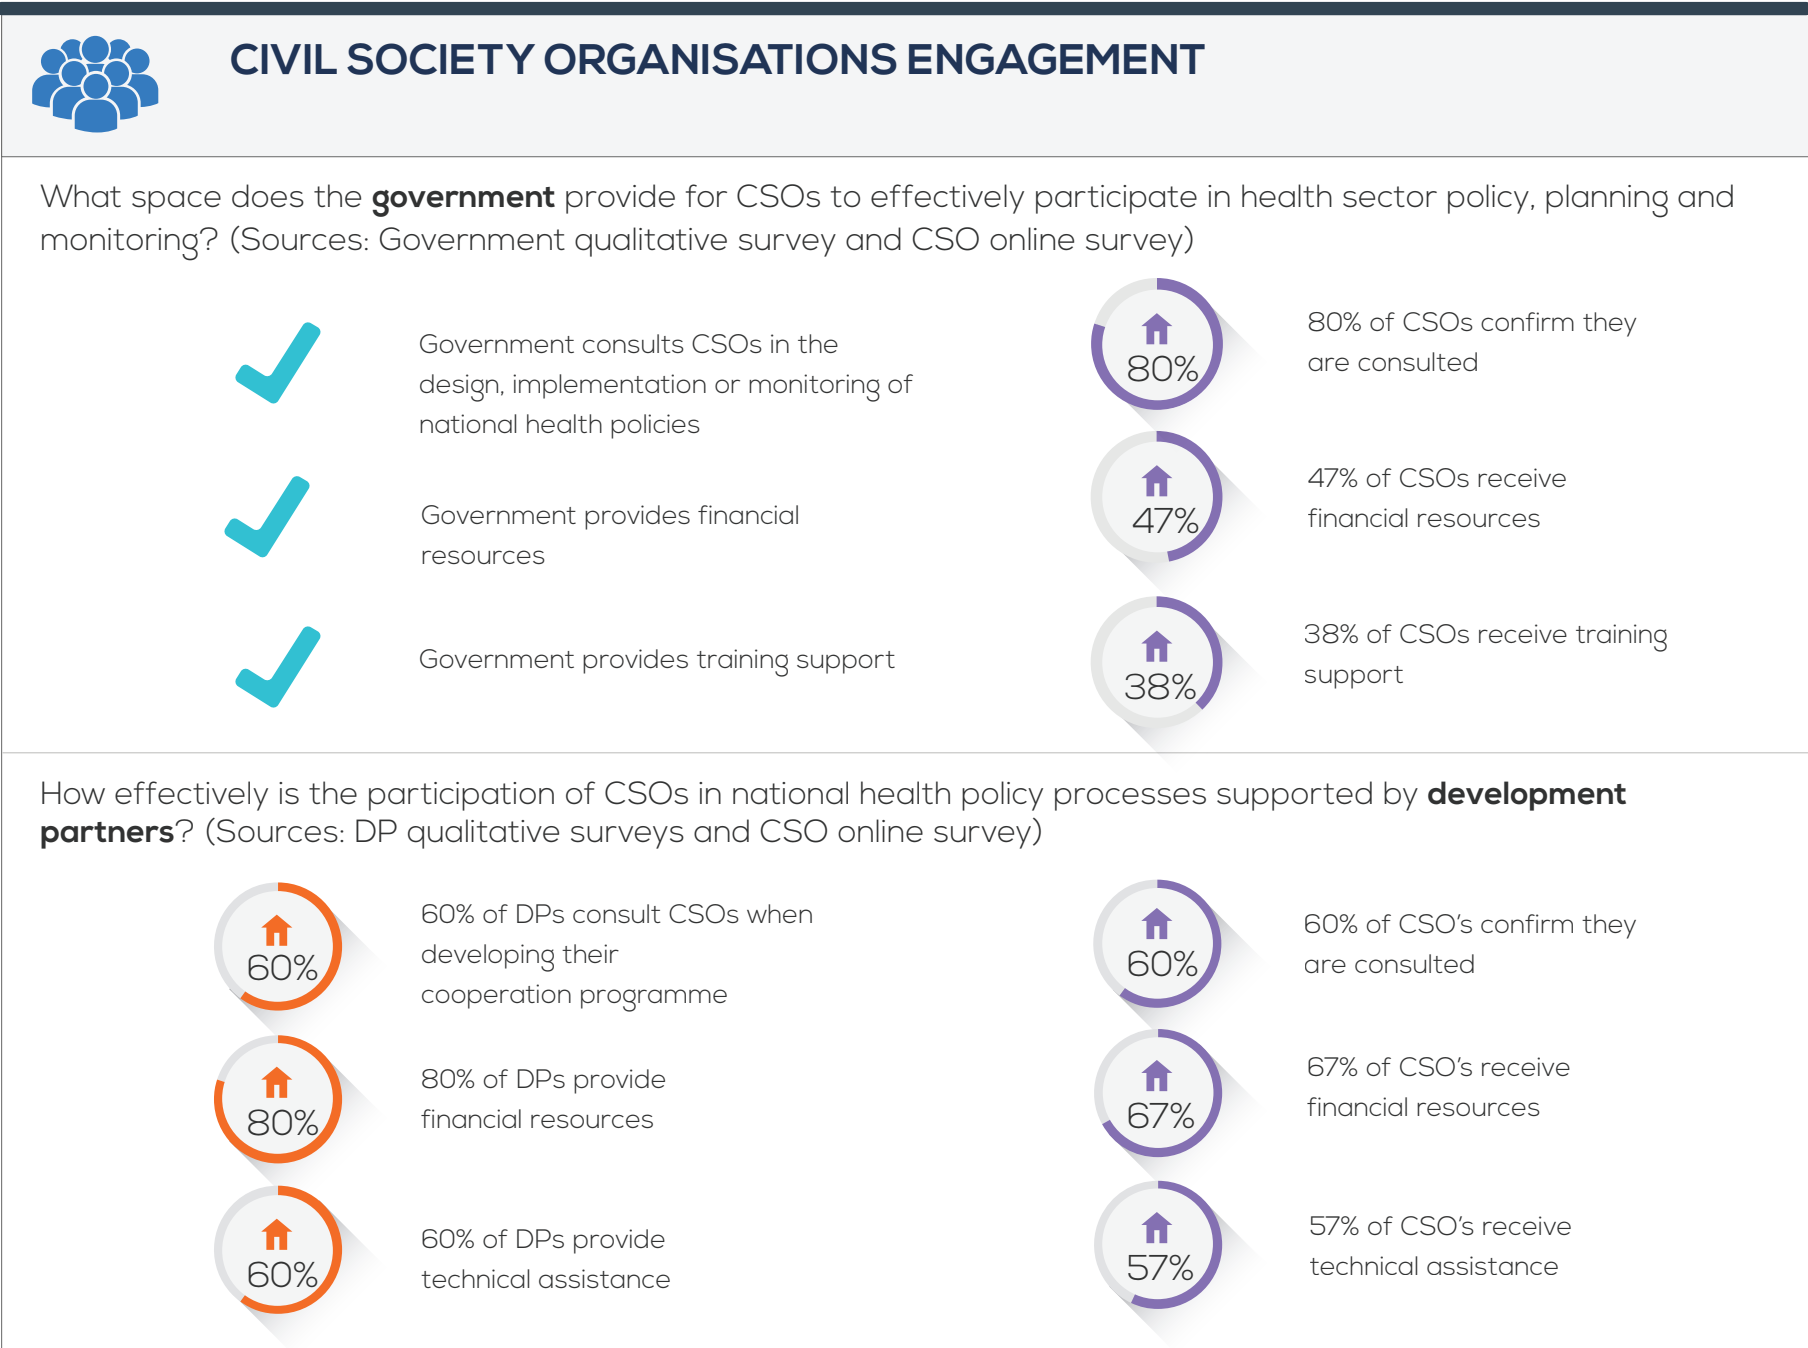 CIVIL SOCIETY ORGANISATIONS ENGAGEMENT
What space does the government provide for CSOs to effectively participate in health sector policy, planning and
monitoring? (Sources: Government qualitative survey and CSO online survey)
Government consults CSOs in the
design, implementation or monitoring of
national health policies
80%
80% of CSOs confirm they
are consulted
Government provides financial
resources
47%
47% of CSOs receive
financial resources
Government provides training support
38%
38% of CSOs receive training
support
How effectively is the participation of CSOs in national health policy processes supported by development
partners? (Sources: DP qualitative surveys and CSO online survey)
60%
60% of DPs consult CSOs when
developing their
cooperation programme
60%
60% of CSO's confirm they
are consulted
80%
80% of DPs provide
financial resources
67%
67% of CSO's receive
financial resources
60%
60% of DPs provide
technical assistance
57%
57% of CSO's receive
technical assistance